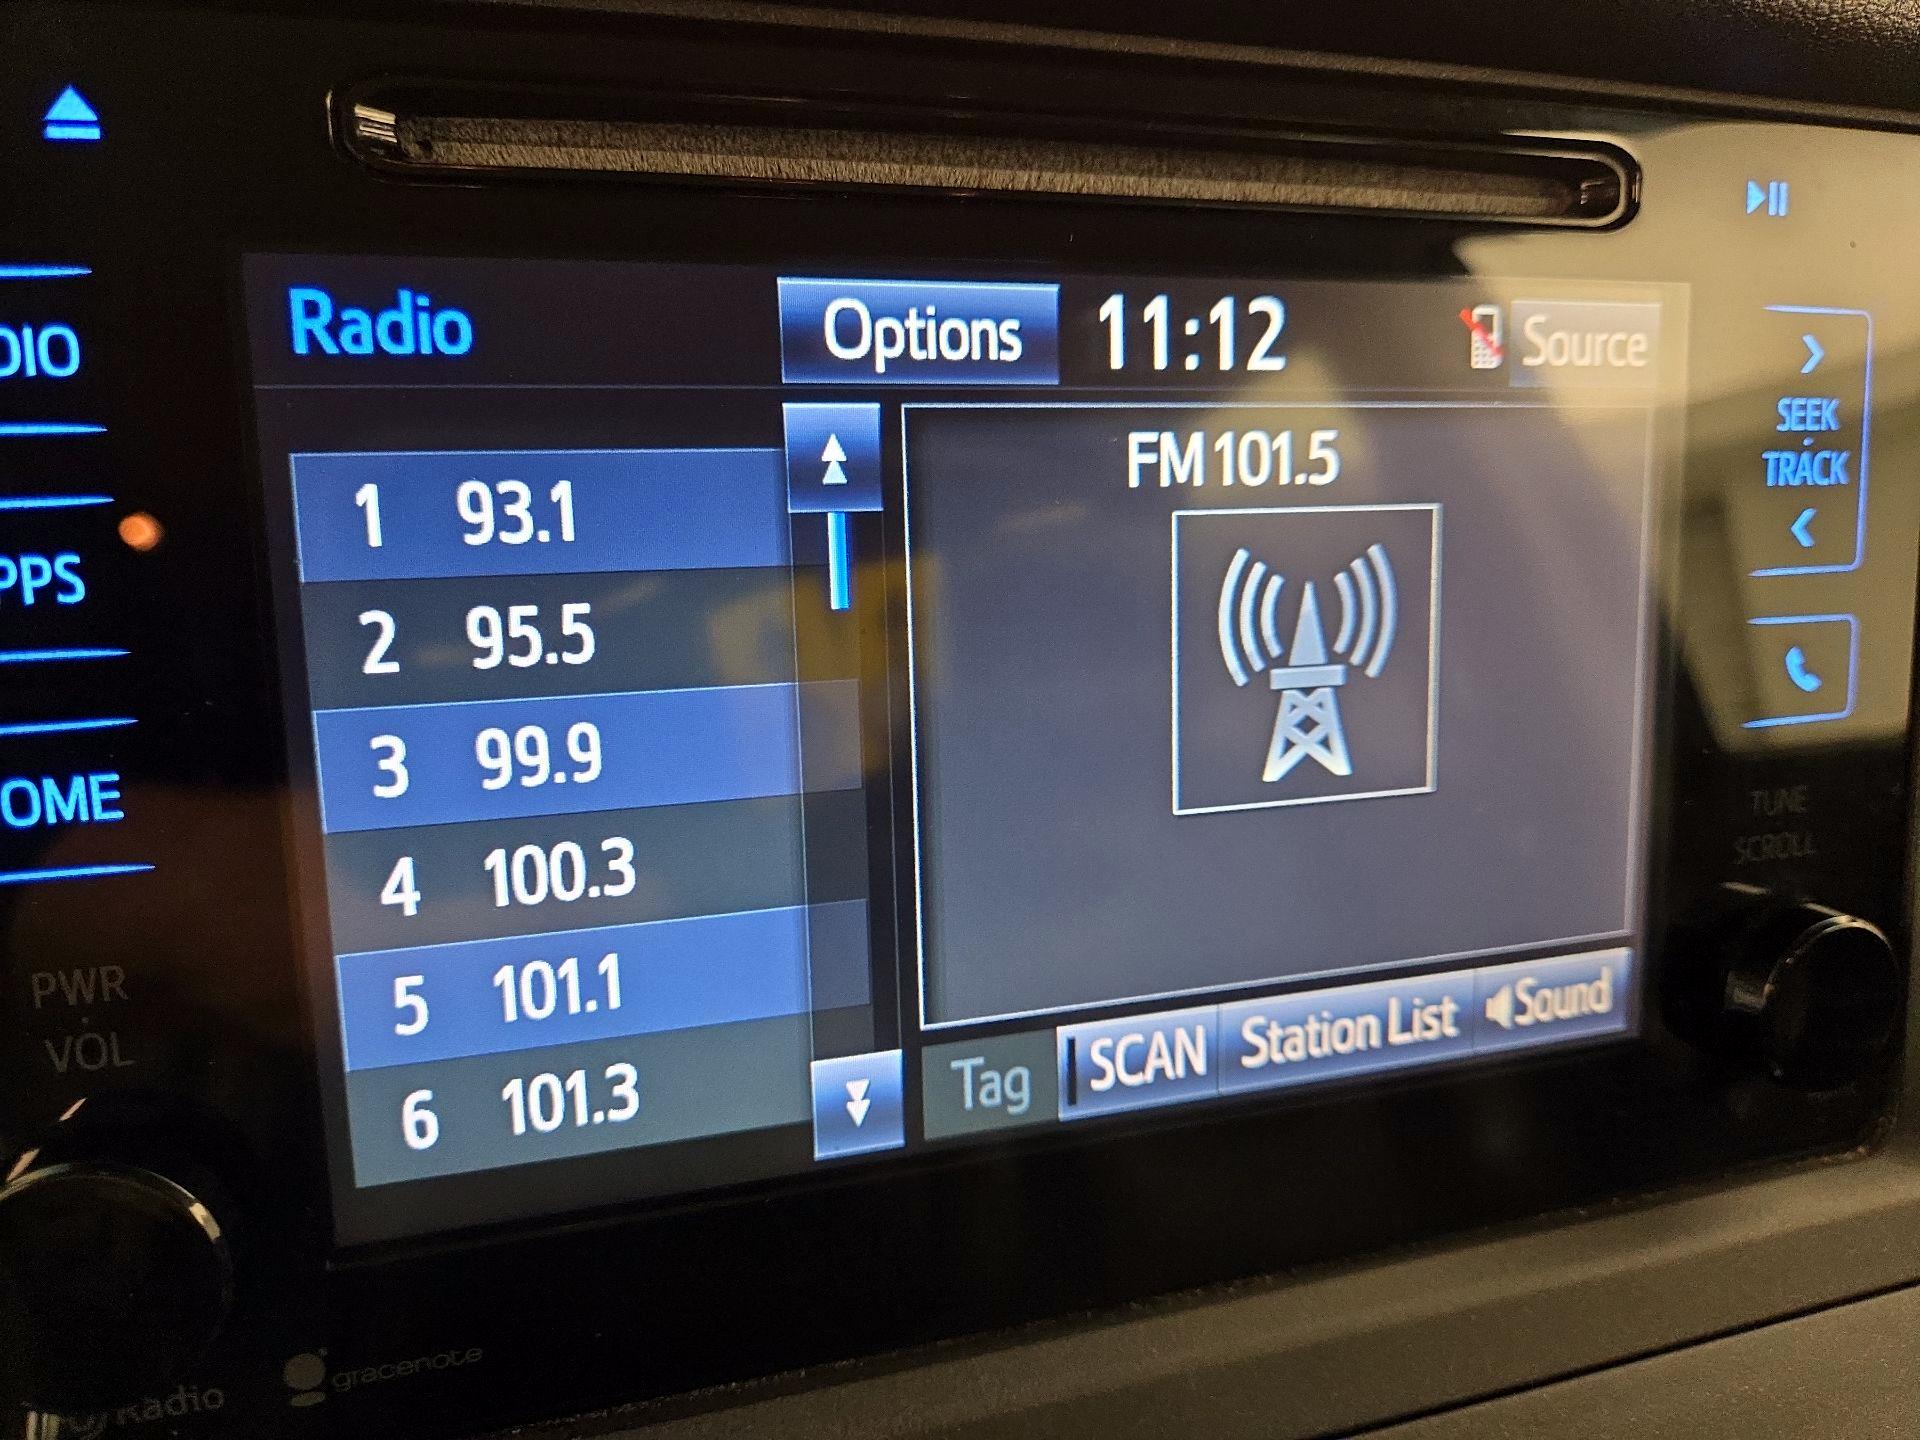 Radio Options 11:12 Source
1 93.1
2 95.5
3 99.9
4 100.3
5 101.1
6 101.3
FM 101.5
Tag SCAN Station List Sound
DIO
PPS
OME
PWR
VOL
SEEK
TRACK
TUNE
SCROLL
Radio
gracenote